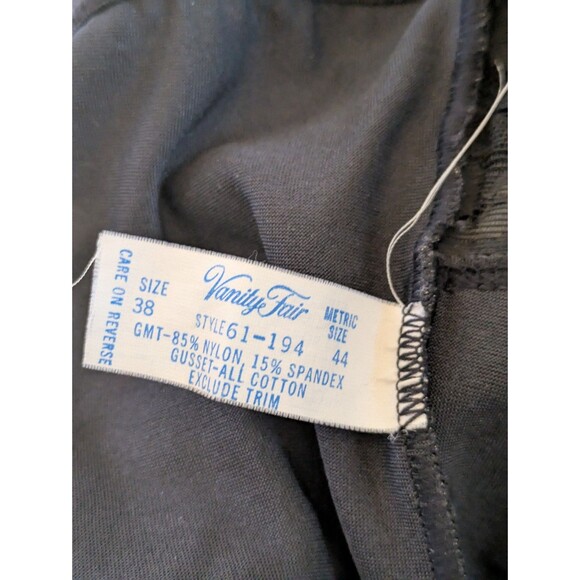 CARE ON REVERSE
SIZE 38
Vanity Fair
METRIC SIZE 44
STYLE 61-194
GMT-85% NYLON, 15% SPANDEX
GUSSET-ALL COTTON
EXCLUDE TRIM